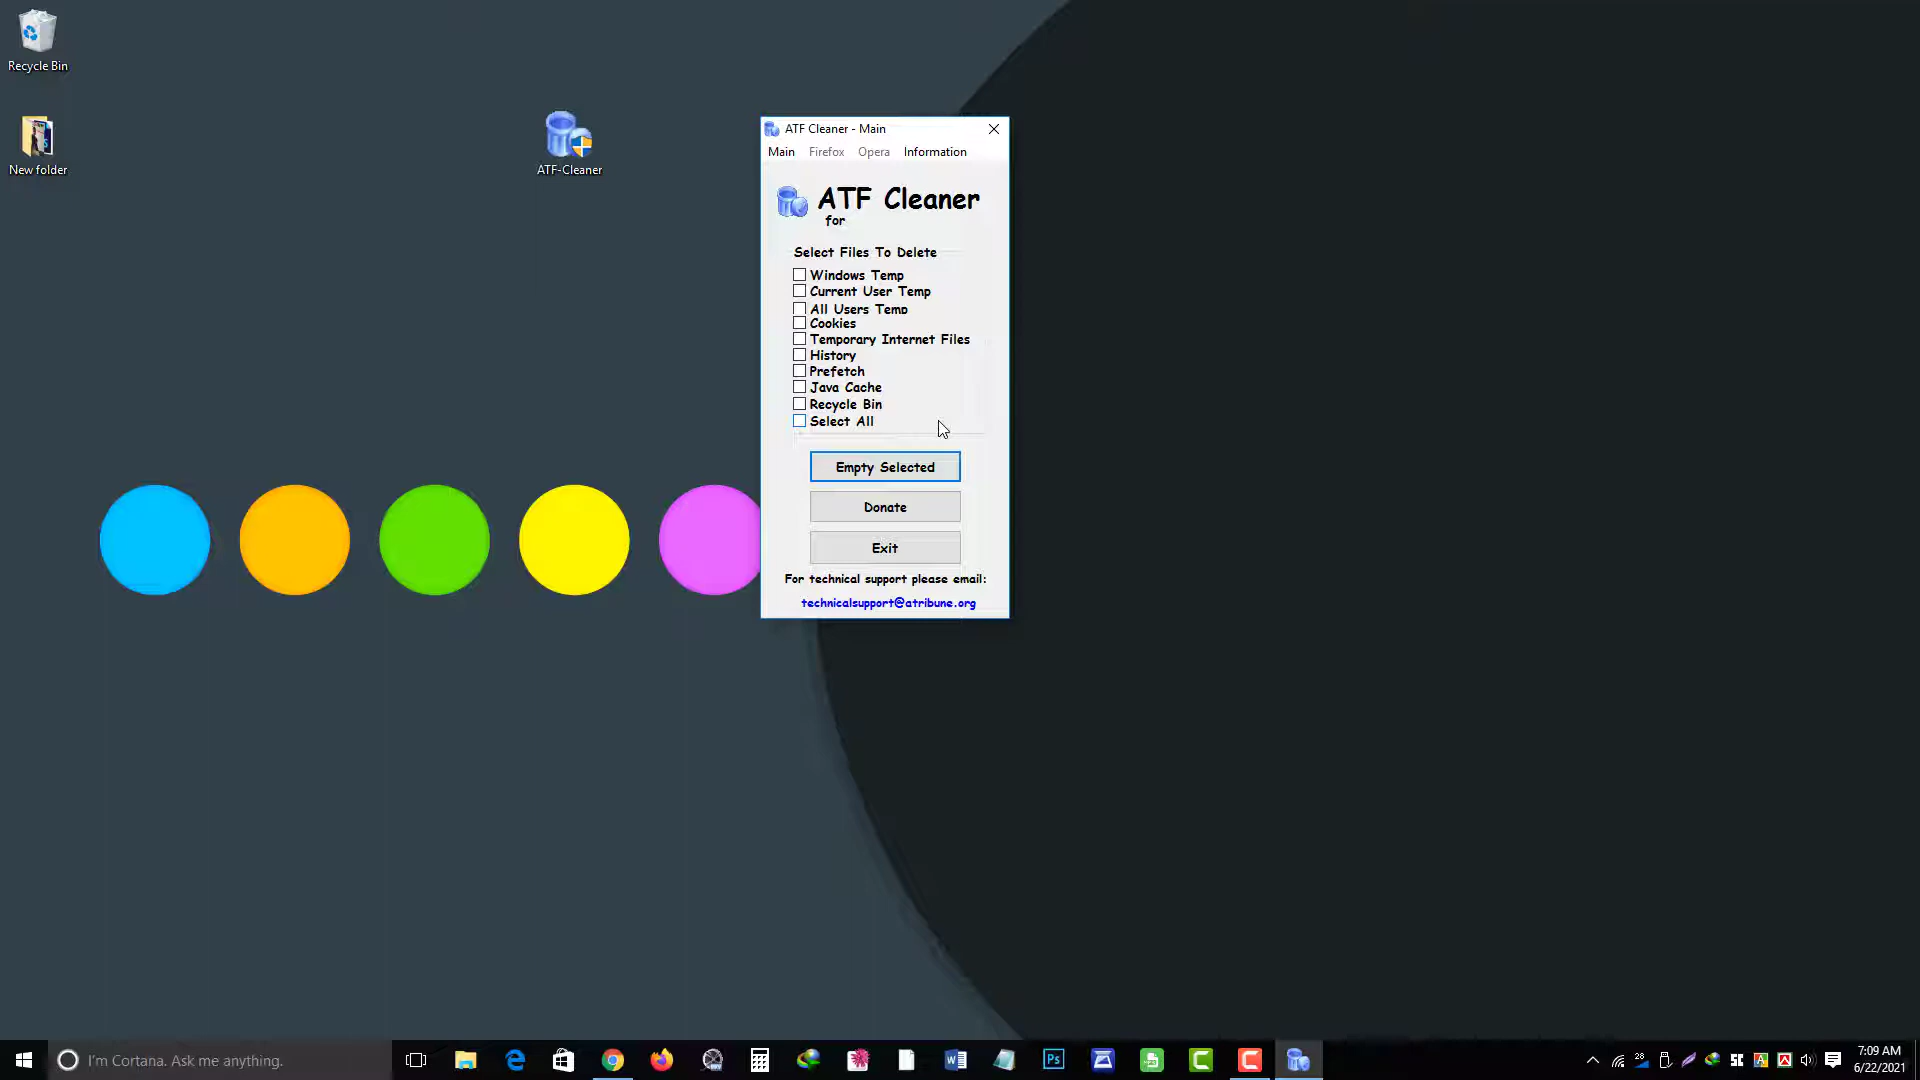 Recycle Bin
New folder
ATF-Cleaner
ATF Cleaner - Main
Main Firefox Opera Information
ATF Cleaner
for
Select Files To Delete
Windows Temp
Current User Temp
All Users Temp
Cookies
Temporary Internet Files
History
Prefetch
Java Cache
Recycle Bin
Select All
Empty Selected
Donate
Exit
For technical support please email:
technicalsupport@atribune.org
I'm Cortana. Ask me anything.
Ps
28
7:09 AM
6/22/2021